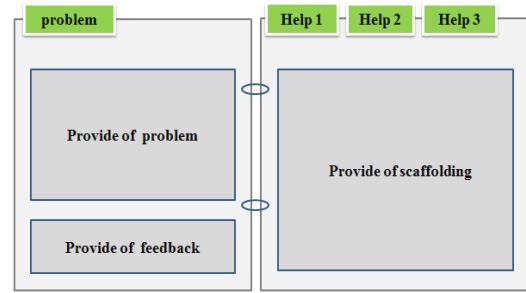 problem
Help 1
Help 2
Help 3
Provide of problem
Provide of feedback
Provide of scaffolding